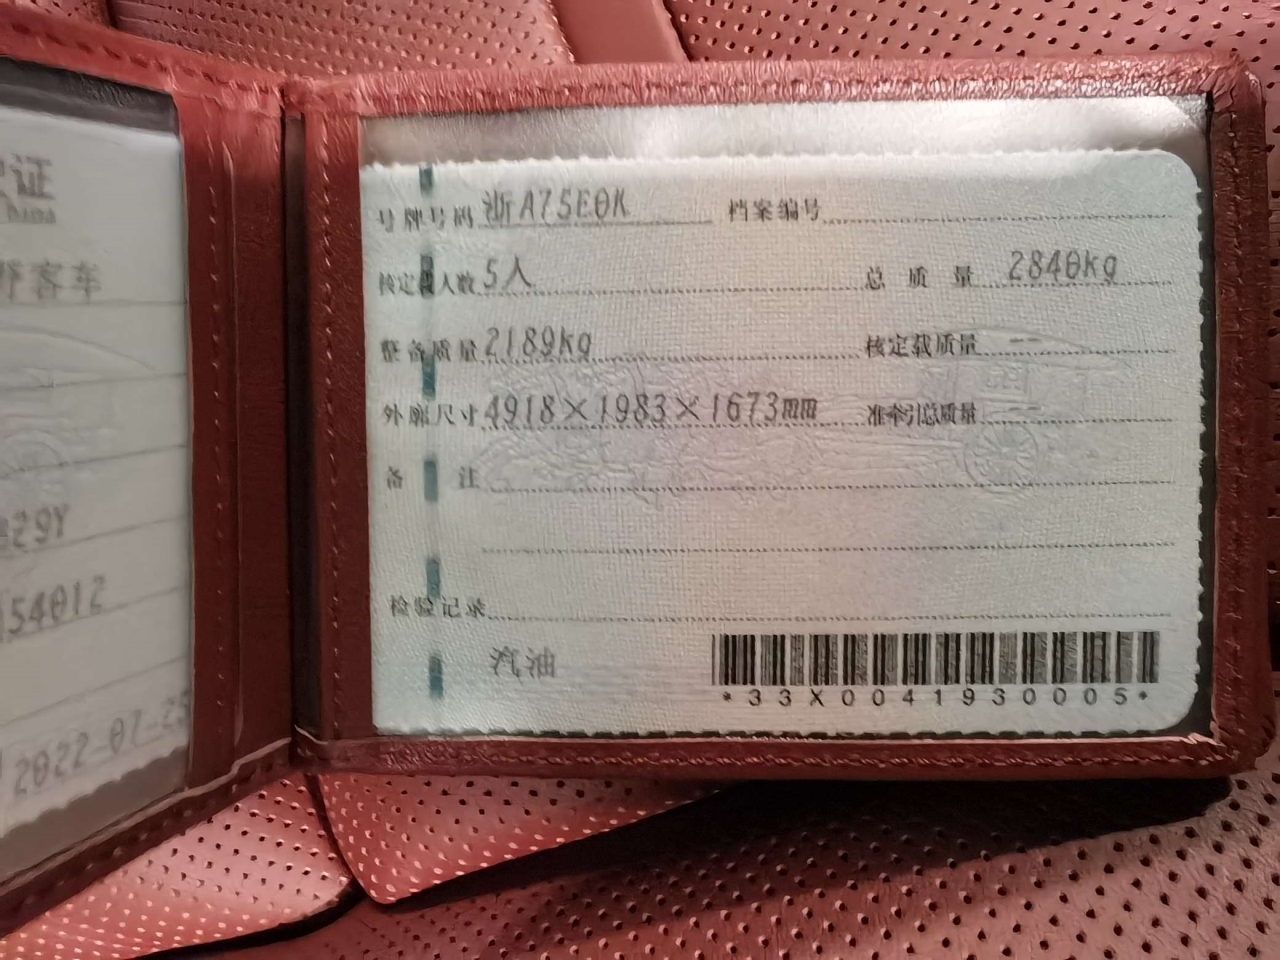 证
China
客车
29Y
54012
2022-07-25
号牌号码 浙A75E0K 档案编号
核定载人数 5人 总质量 2840kg
整备质量 2189kg 核定载质量 --
外廓尺寸 4918×1983×1673mm 准牵引总质量 --
备注
检验记录
汽油
*33X0041930005*